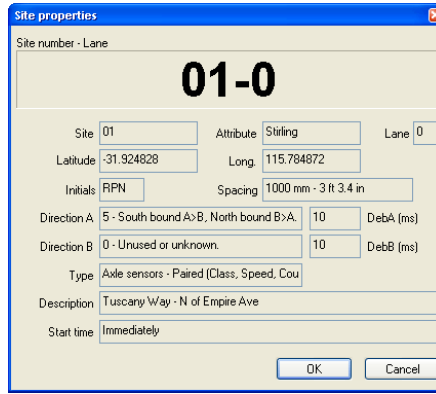 Site properties
Site number - Lane
01-0
Site 01 Attribute Stirling Lane 0
Latitude -31.924828 Long. 115.784872
Initials RPN Spacing 1000 mm - 3 ft 3.4 in
Direction A 5 - South bound A>B, North bound B>A. 10 DebA (ms)
Direction B 0 - Unused or unknown. 10 DebB (ms)
Type Axle sensors - Paired (Class, Speed, Cou
Description Tuscany Way - N of Empire Ave
Start time Immediately
OK Cancel